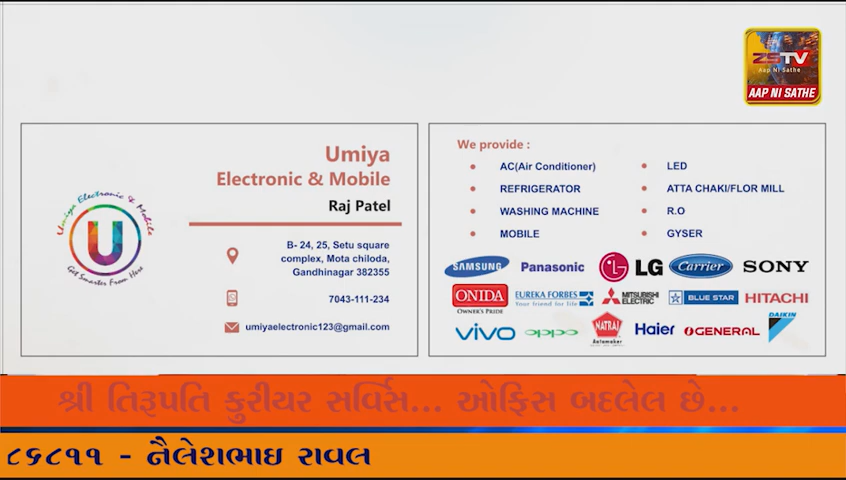 ZSTV
Aap Ni Sathe
AAP NI SATHE
Umiya
Electronic & Mobile
Raj Patel
Umiya Electronic & Mobile
U
Get Smarter From Here
B- 24, 25, Setu square
complex, Mota chiloda,
Gandhinagar 382355
7043-111-234
umiyaelectronic123@gmail.com
We provide :
AC(Air Conditioner)
REFRIGERATOR
WASHING MACHINE
MOBILE
LED
ATTA CHAKI/FLOR MILL
R.O
GYSER
SAMSUNG Panasonic LG Carrier SONY
ONIDA OWNER'S PRIDE EUREKA FORBES Your friend for life MITSUBISHI ELECTRIC BLUE STAR HITACHI
vivo oppo NATRAJ Automaker Haier GENERAL DAIKIN
શ્રી તિરૂપતિ કુરીયર સર્વિસ... ઓફિસ બદલેલ છે...
૮૬૮૧૧ - નૈલેશભાઇ રાવલ